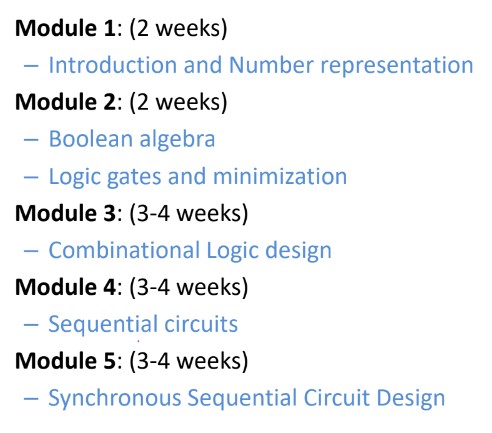 Module 1: (2 weeks)
– Introduction and Number representation
Module 2: (2 weeks)
– Boolean algebra
– Logic gates and minimization
Module 3: (3-4 weeks)
– Combinational Logic design
Module 4: (3-4 weeks)
– Sequential circuits
Module 5: (3-4 weeks)
– Synchronous Sequential Circuit Design